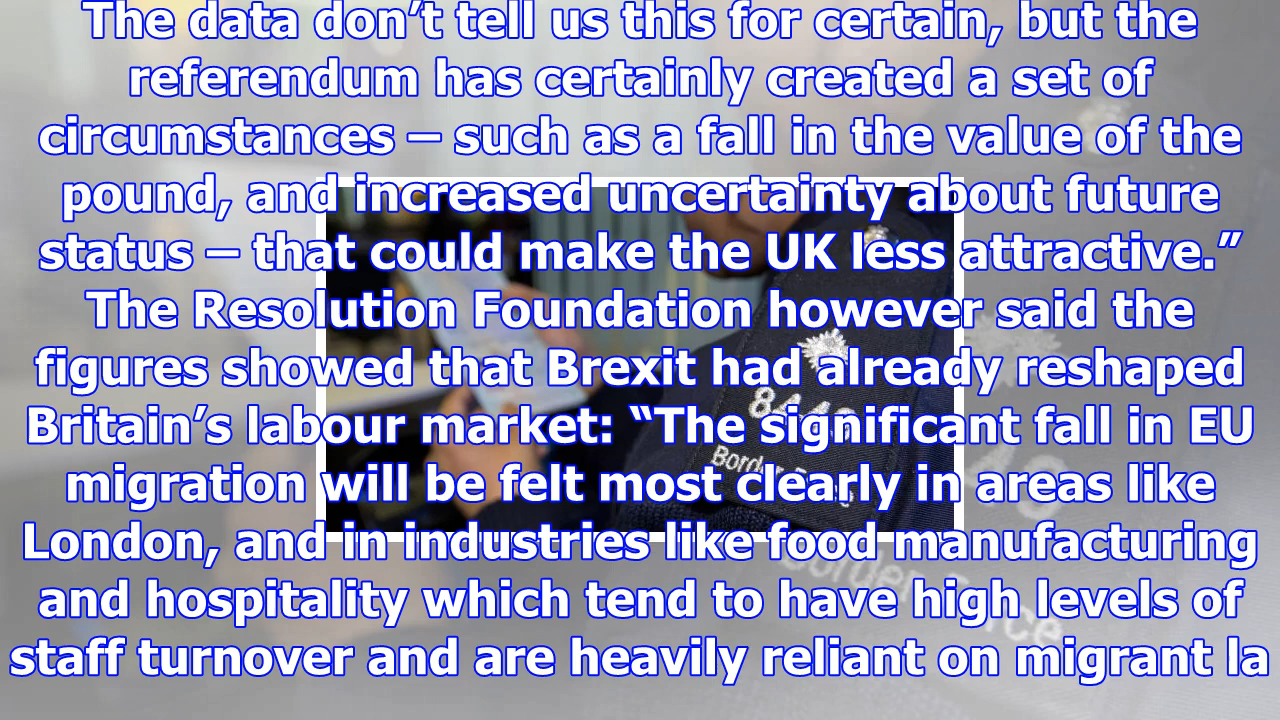 The data don’t tell us this for certain, but the
referendum has certainly created a set of
circumstances – such as a fall in the value of the
pound, and increased uncertainty about future
status – that could make the UK less attractive.”
The Resolution Foundation however said the
figures showed that Brexit had already reshaped
Britain’s labour market: “The significant fall in EU
migration will be felt most clearly in areas like
London, and in industries like food manufacturing
and hospitality which tend to have high levels of
staff turnover and are heavily reliant on migrant la
8449
Border Force